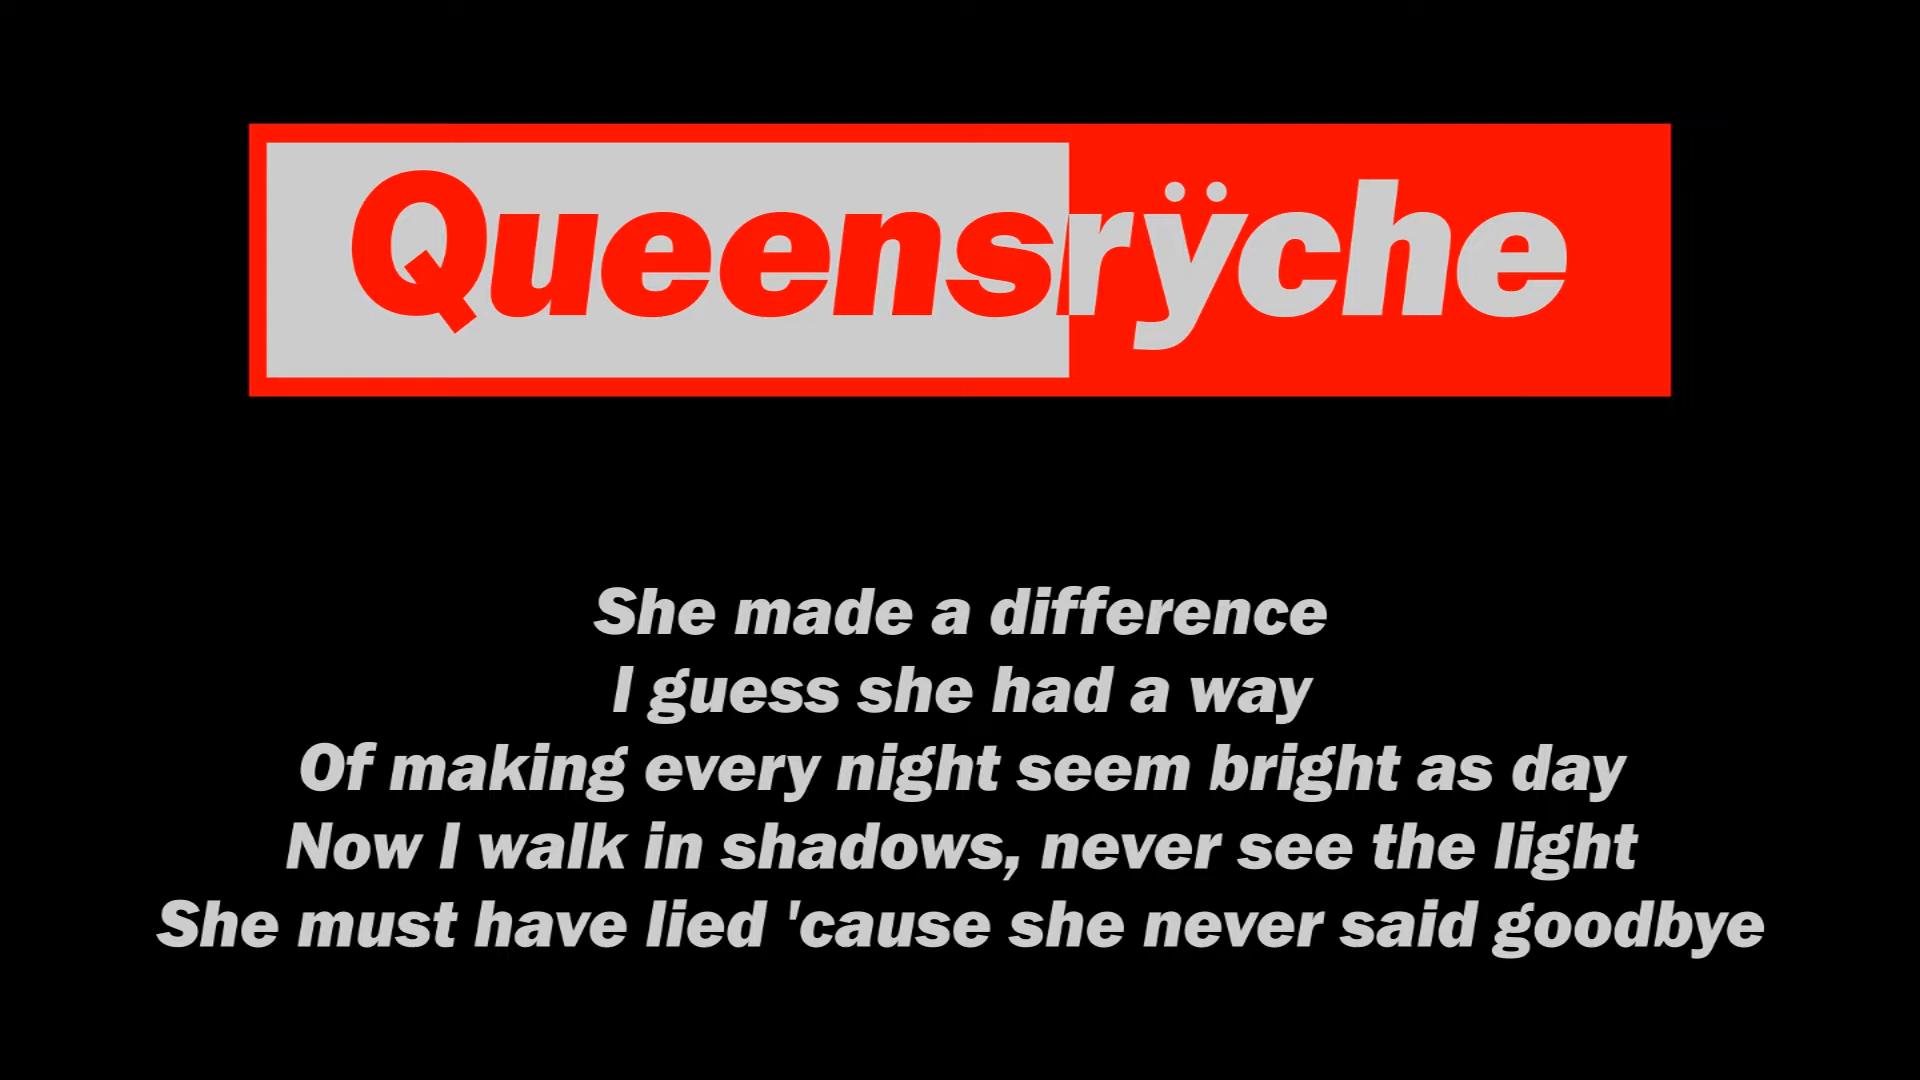 Queensrÿche
She made a difference
I guess she had a way
Of making every night seem bright as day
Now I walk in shadows, never see the light
She must have lied 'cause she never said goodbye